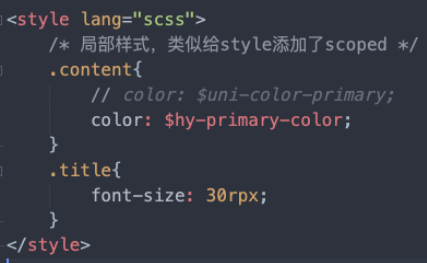 <style lang="scss">
/* 局部样式，类似给style添加了scoped */
.content{
// color: $uni-color-primary;
color: $hy-primary-color;
}
.title{
font-size: 30rpx;
}
</style>